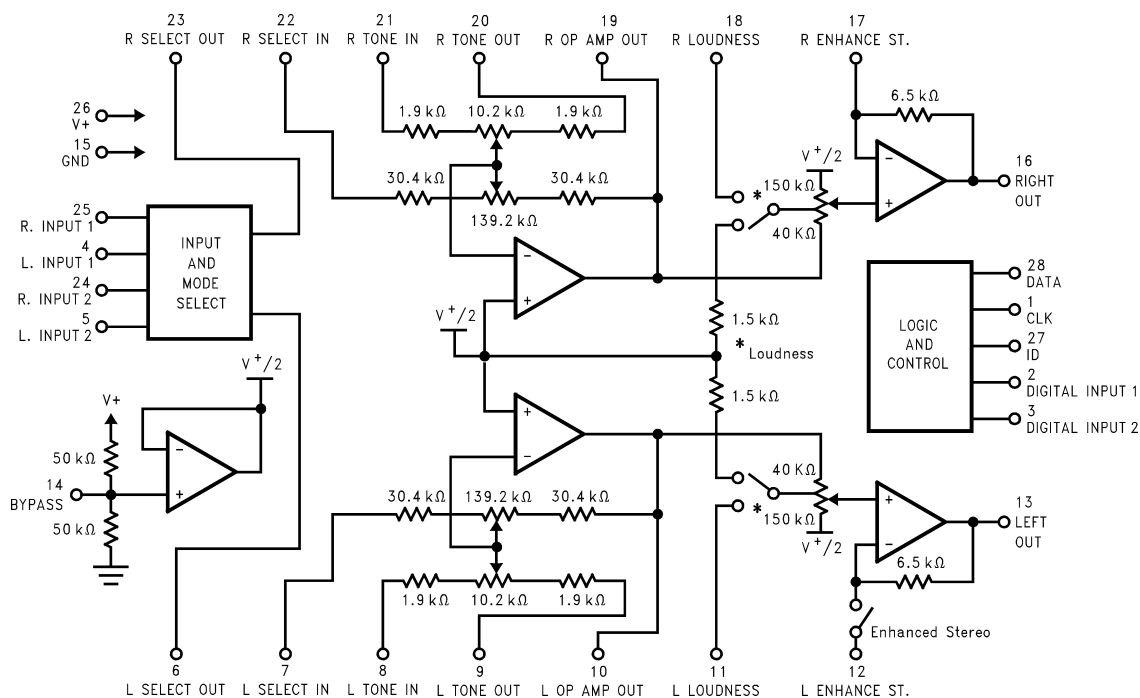 23
R SELECT OUT
22
R SELECT IN
21
R TONE IN
20
R TONE OUT
19
R OP AMP OUT
18
R LOUDNESS
17
R ENHANCE ST.
26
V+
15
GND
1.9 kΩ
10.2 kΩ
1.9 kΩ
6.5 kΩ
30.4 kΩ
139.2 kΩ
30.4 kΩ
*
V+/2
150 kΩ
40 KΩ
−
+
16
RIGHT
OUT
25
R. INPUT 1
4
L. INPUT 1
24
R. INPUT 2
5
L. INPUT 2
INPUT
AND
MODE
SELECT
−
+
V+/2
1.5 kΩ
* Loudness
1.5 kΩ
LOGIC
AND
CONTROL
28
DATA
1
CLK
27
ID
2
DIGITAL INPUT 1
3
DIGITAL INPUT 2
V+/2
V+
50 kΩ
14
BYPASS
50 kΩ
−
+
+
−
30.4 kΩ
139.2 kΩ
30.4 kΩ
40 KΩ
*
150 kΩ
V+/2
+
−
13
LEFT
OUT
6.5 kΩ
1.9 kΩ
10.2 kΩ
1.9 kΩ
Enhanced Stereo
6
L SELECT OUT
7
L SELECT IN
8
L TONE IN
9
L TONE OUT
10
L OP AMP OUT
11
L LOUDNESS
12
L ENHANCE ST.